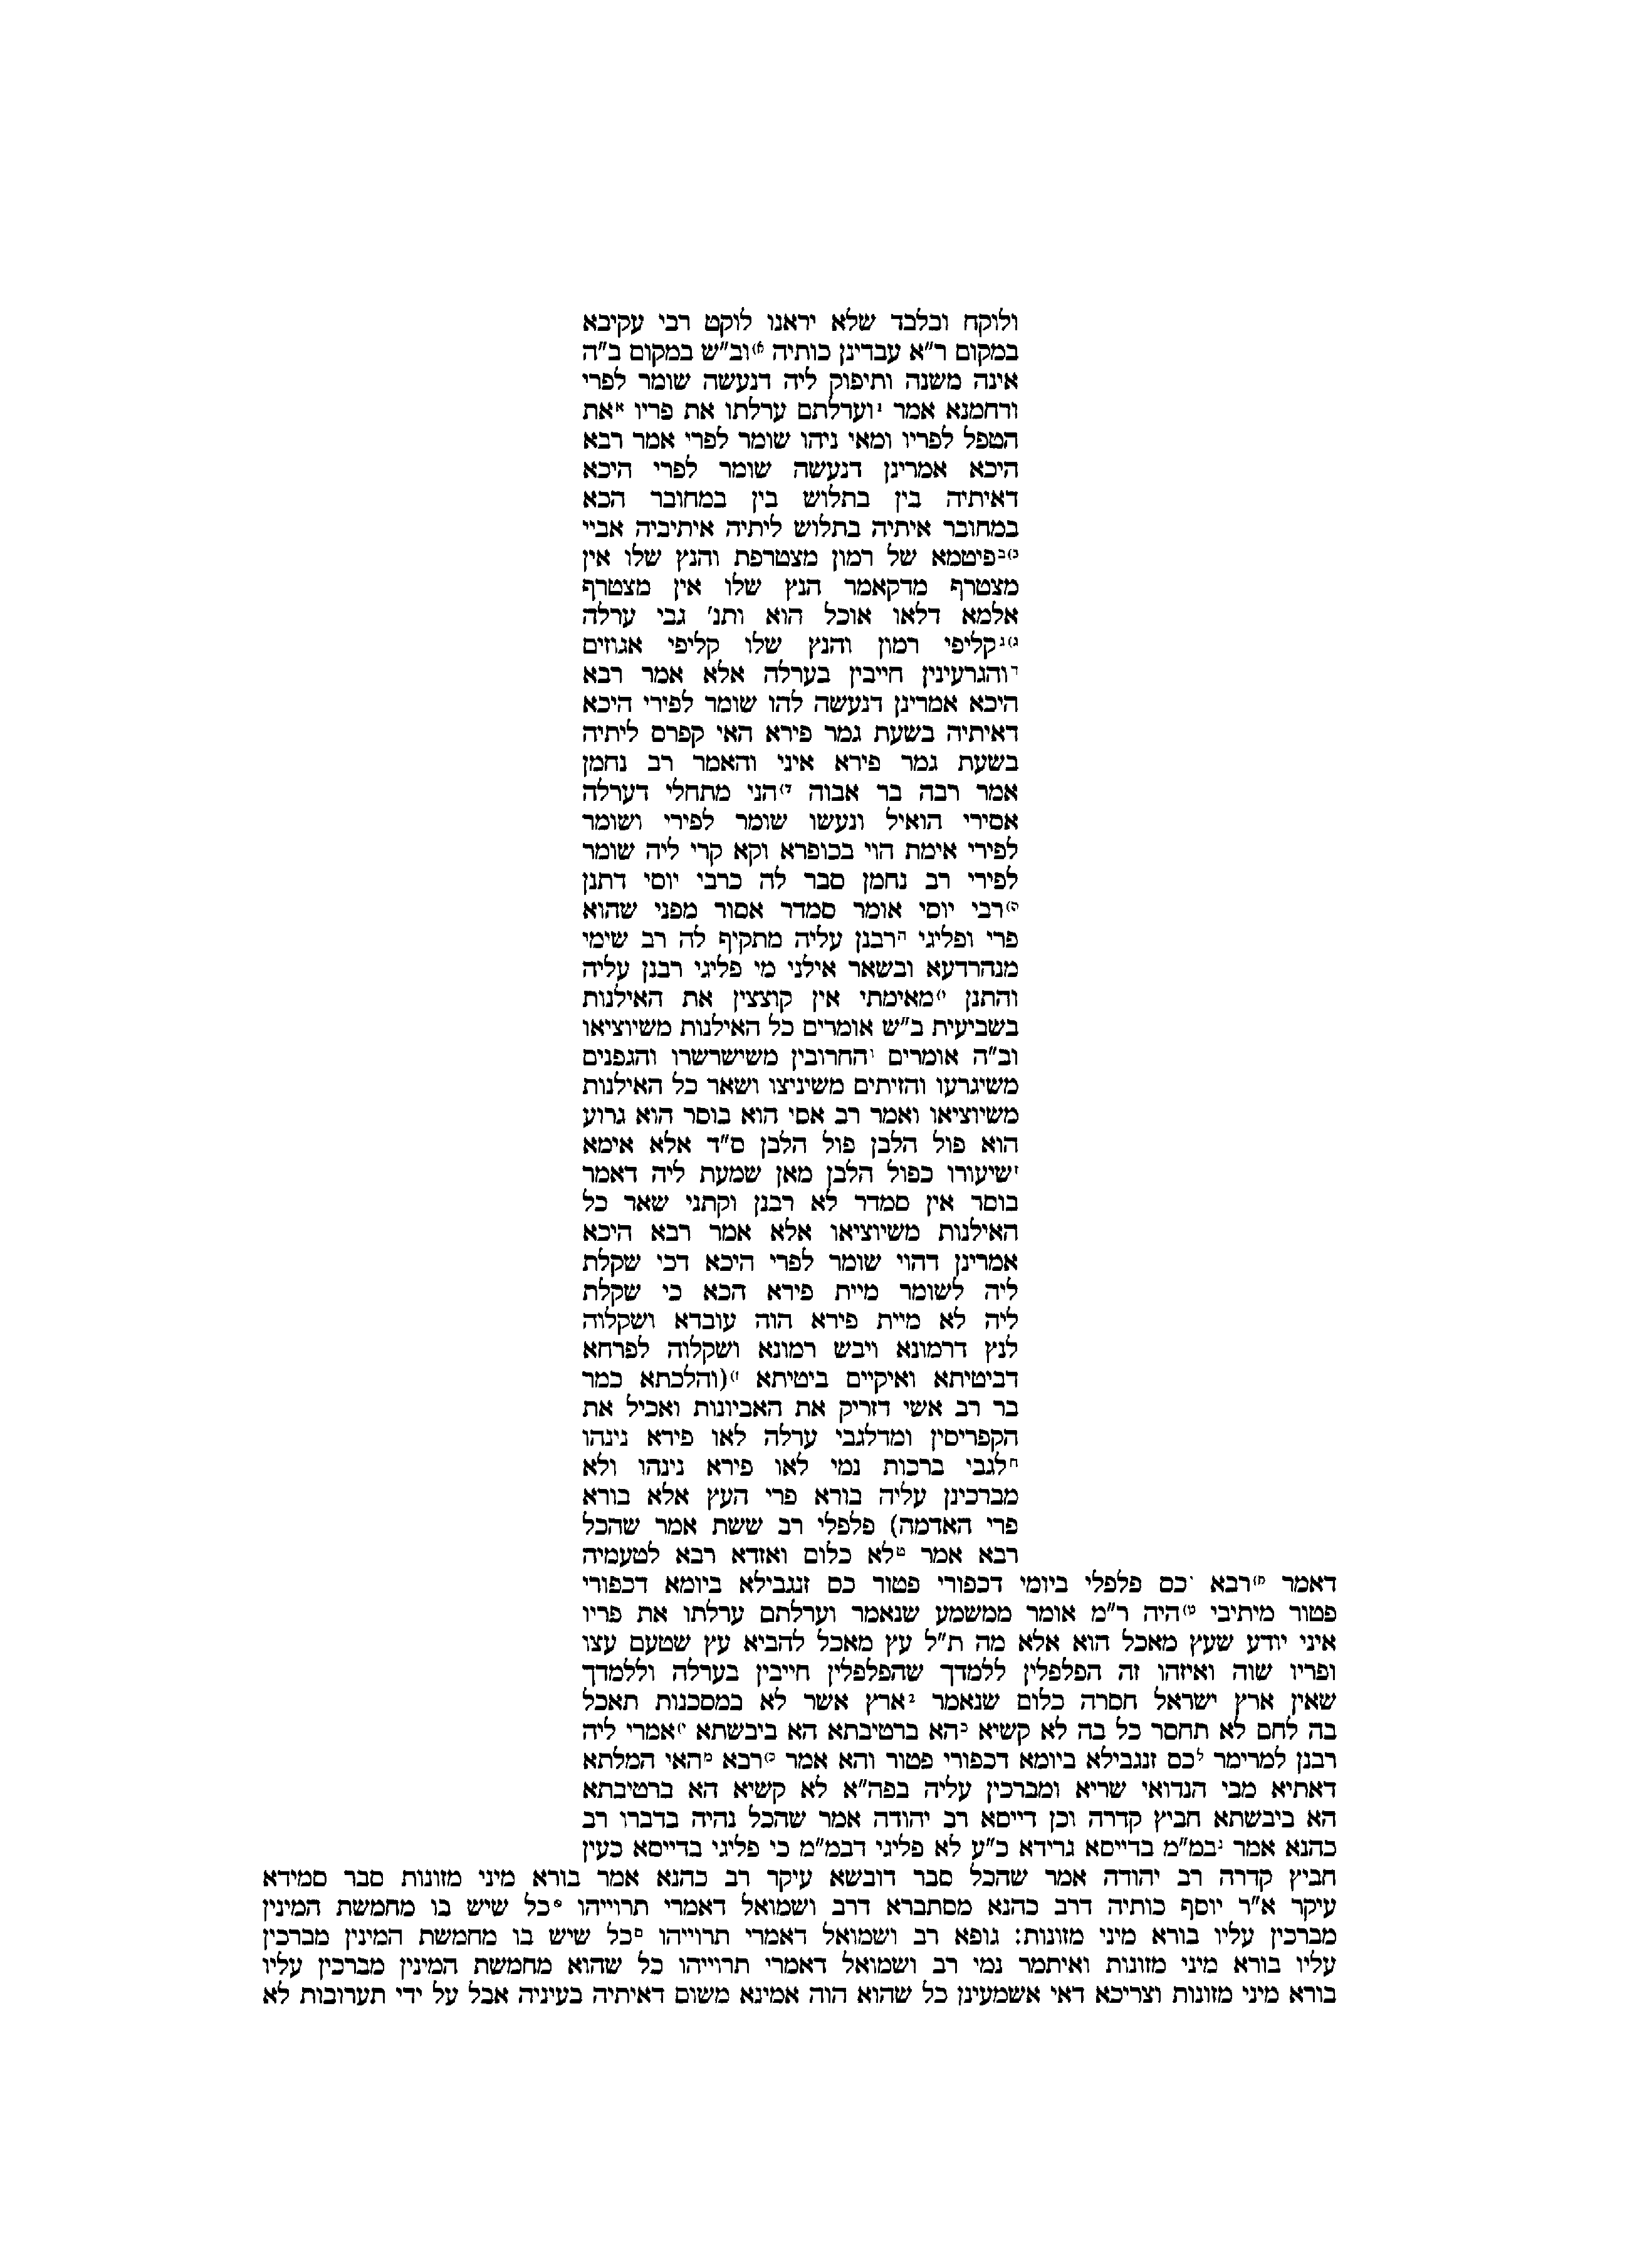 ולוקח ובלבד שלא יראנו לוקט רבי עקיבא
במקום ר"א עבדינן כותיה א)וב"ש במקום ב"ה
אינה משנה ותיפוק ליה דנעשה שומר לפרי
ורחמנא אמר וערלתם ערלתו את פריו את
הטפל לפריו ומאי ניהו שומר לפרי אמר רבא
היכא אמרינן דנעשה שומר לפרי היכא
דאיתיה בין בתלוש בין במחובר הכא
במחובר איתיה בתלוש ליתיה איתיביה אביי
ב)בפיטמא של רמון מצטרפת והנץ שלו אין
מצטרף מדקאמר הנץ שלו אין מצטרף
אלמא דלאו אוכל הוא ותנ' גבי ערלה
ג)גקליפי רמון והנץ שלו קליפי אגוזים
דוהגרעינין חייבין בערלה אלא אמר רבא
היכא אמרינן דנעשה להו שומר לפירי היכא
דאיתיה בשעת גמר פירא האי קפרס ליתיה
בשעת גמר פירא איני והאמר רב נחמן
אמר רבה בר אבוה ד)הני מתחלי דערלה
אסירי הואיל ונעשו שומר לפירי ושומר
לפירי אימת הוי בכופרא וקא קרי ליה שומר
לפירי רב נחמן סבר לה כרבי יוסי דתנן
ה)רבי יוסי אומר סמדר אסור מפני שהוא
פרי ופליגי הרבנן עליה מתקיף לה רב שימי
מנהרדעא ובשאר אילני מי פליגי רבנן עליה
והתנן ו)מאימתי אין קוצצין את האילנות
בשביעית ב"ש אומרים כל האילנות משיוציאו
וב"ה אומרים והחרובין משישרשרו והגפנים
משיגרעו והזיתים משיניצו ושאר כל האילנות
משיוציאו ואמר רב אסי הוא בוסר הוא גרוע
הוא פול הלבן פול הלבן ס"ד אלא אימא
זשיעורו כפול הלבן מאן שמעת ליה דאמר
בוסר אין סמדר לא רבנן וקתני שאר כל
האילנות משיוציאו אלא אמר רבא היכא
אמרינן דהוי שומר לפרי היכא דכי שקלת
ליה לשומר מיית פירא הכא כי שקלת
ליה לא מיית פירא הוה עובדא ושקלוה
לנץ דרמונא ויבש רמונא ושקלוה לפרחא
דביטיתא ואיקיים ביטיתא ז)(והלכתא כמר
בר רב אשי דזריק את האביונות ואכיל את
הקפריסין ומדלגבי ערלה לאו פירא נינהו
חלגבי ברכות נמי לאו פירא נינהו ולא
מברכינן עליה בורא פרי העץ אלא בורא
פרי האדמה) פלפלי רב ששת אמר שהכל
רבא אמר טלא כלום ואזדא רבא לטעמיה
דאמר ח)רבא יכס פלפלי ביומי דכפורי פטור כס זנגבילא ביומא דכפורי
פטור מיתיבי ט)היה ר"מ אומר ממשמע שנאמר וערלתם ערלתו את פריו
איני יודע שעץ מאכל הוא אלא מה ת"ל עץ מאכל להביא עץ שטעם עצו
ופריו שוה ואיזהו זה הפלפלין ללמדך שהפלפלין חייבין בערלה וללמדך
שאין ארץ ישראל חסרה כלום שנאמר ארץ אשר לא במסכנות תאכל
בה לחם לא תחסר כל בה לא קשיא כהא ברטיבתא הא ביבשתא י)אמרי ליה
רבנן למרימר לכס זנגבילא ביומא דכפורי פטור והא אמר כ)רבא מהאי המלתא
דאתיא מבי הנדואי שריא ומברכין עליה בפה"א לא קשיא הא ברטיבתא
הא ביבשתא חביץ קדרה וכן דייסא רב יהודה אמר שהכל נהיה בדברו רב
כהנא אמר נבמ"מ בדייסא גרידא כ"ע לא פליגי דבמ"מ כי פליגי בדייסא כעין
חביץ קדרה רב יהודה אמר שהכל סבר דובשא עיקר רב כהנא אמר בורא מיני מזונות סבר סמידא
עיקר א"ר יוסף כותיה דרב כהנא מסתברא דרב ושמואל דאמרי תרוייהו כל שיש בו מחמשת המינין
מברכין עליו בורא מיני מזונות: גופא רב ושמואל דאמרי תרוייהו סכל שיש בו מחמשת המינין מברכין
עליו בורא מיני מזונות ואיתמר נמי רב ושמואל דאמרי תרוייהו כל שהוא מחמשת המינין מברכין עליו
בורא מיני מזונות וצריכא דאי אשמעינן כל שהוא הוה אמינא משום דאיתיה בעיניה אבל על ידי תערובות לא